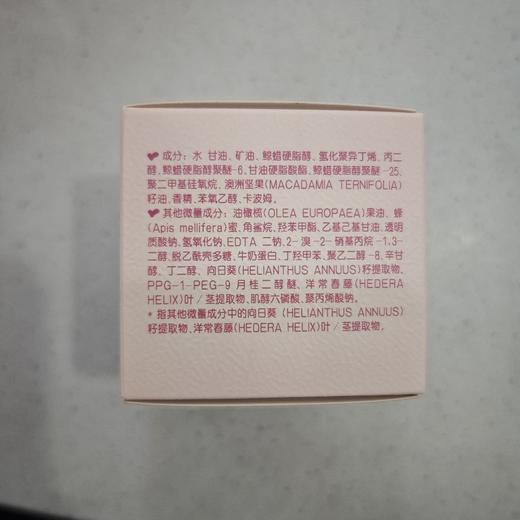 成分：水、甘油、矿油、鲸蜡硬脂醇、氢化聚异丁烯、丙二
醇、鲸蜡硬脂醇聚醚-6、甘油硬脂酸酯、鲸蜡硬脂醇聚醚-25、
聚二甲基硅氧烷、澳洲坚果(MACADAMIA TERNIFOLIA)
籽油、香精、苯氧乙醇、卡波姆。
其他微量成分：油橄榄(OLEA EUROPAEA)果油、蜂
(Apis mellifera)蜜、角鲨烷、羟苯甲酯、乙基己基甘油、透明
质酸钠、氢氧化钠、EDTA 二钠、2-溴-2-硝基丙烷-1,3-
二醇、脱乙酰壳多糖、牛奶蛋白、丁羟甲苯、聚乙二醇-8、辛甘
醇、丁二醇、向日葵(HELIANTHUS ANNUUS)籽提取物、
PPG-1-PEG-9 月桂二醇醚、洋常春藤(HEDERA
HELIX)叶／茎提取物、肌醇六磷酸、聚丙烯酸钠。
* 指其他微量成分中的向日葵 (HELIANTHUS ANNUUS)
籽提取物、洋常春藤(HEDERA HELIX)叶／茎提取物。